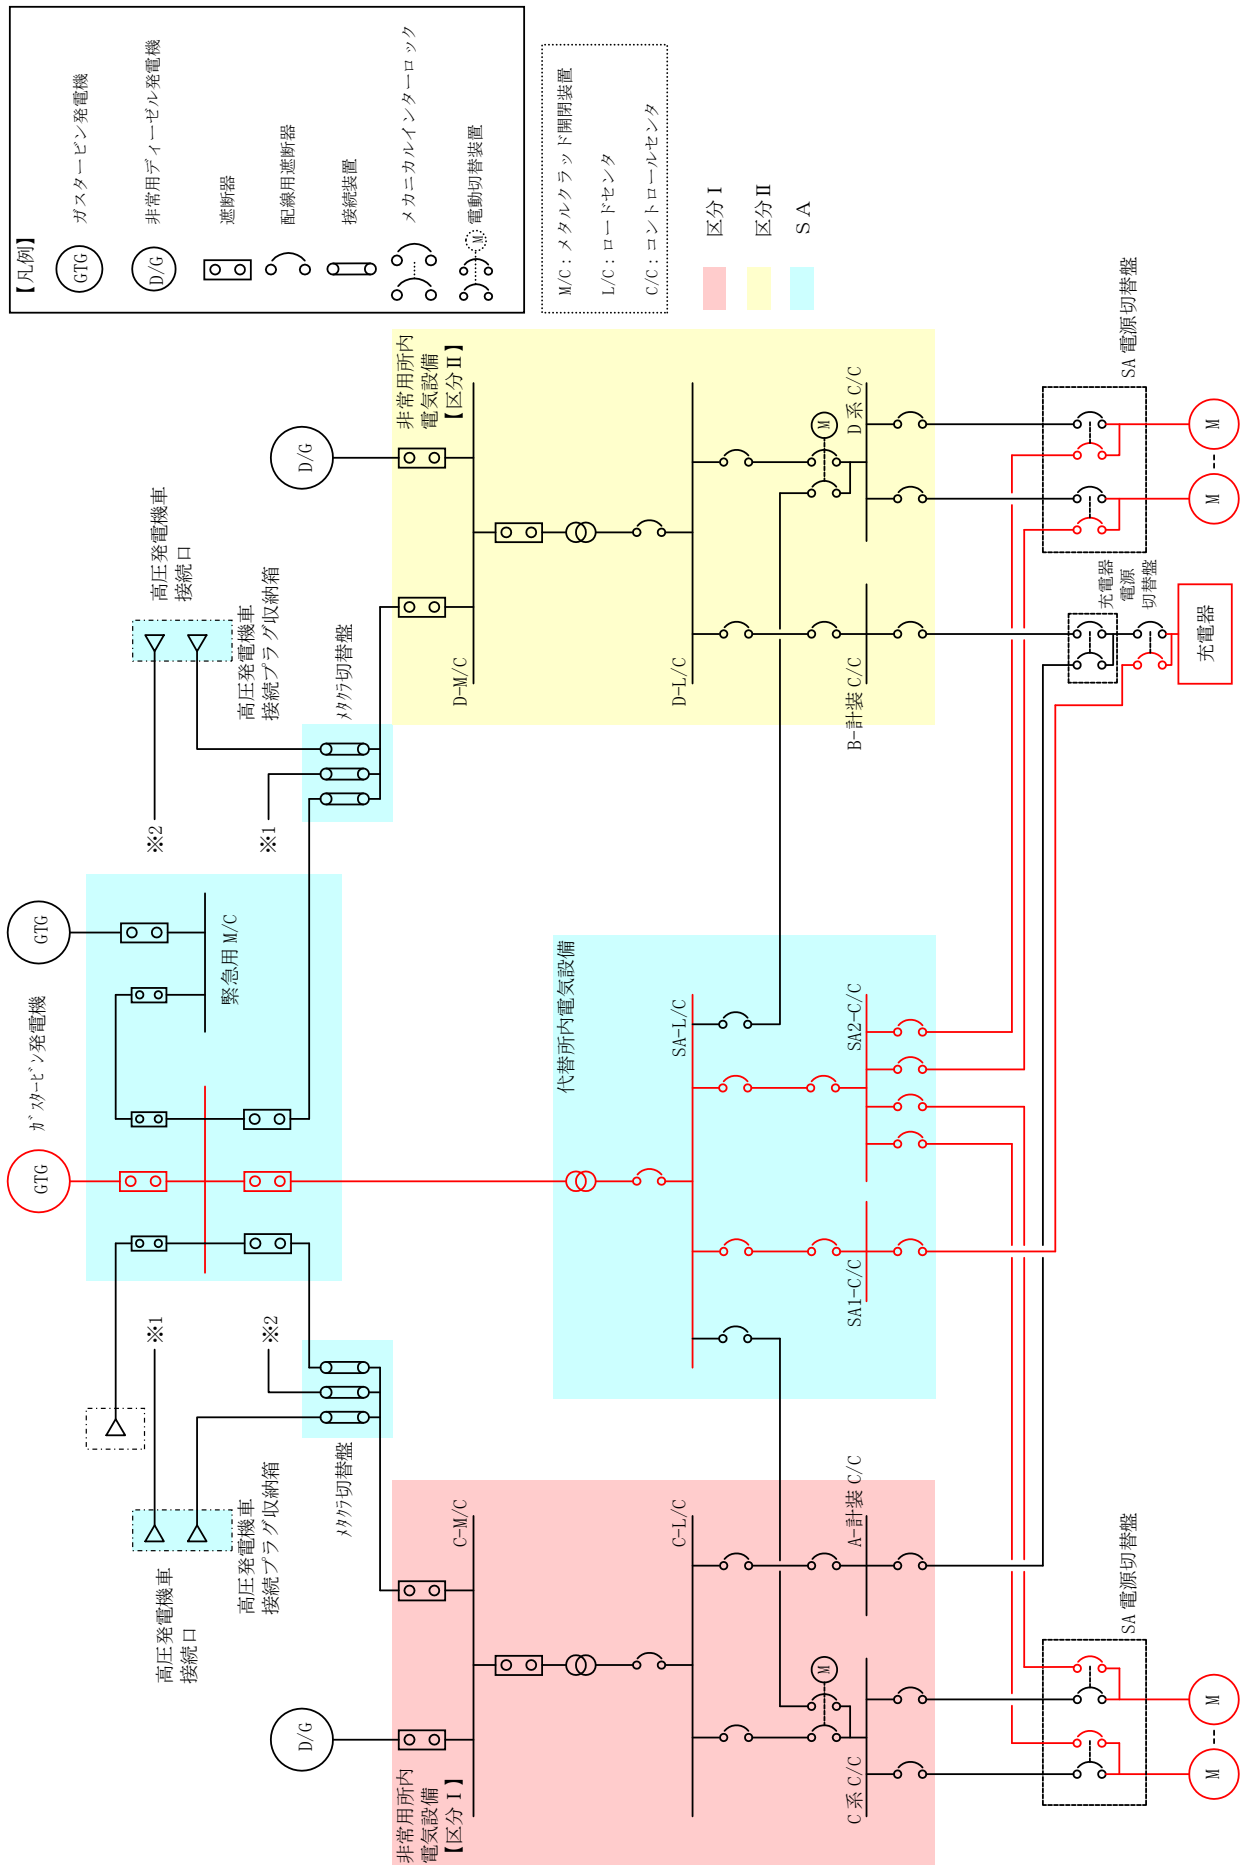 【凡例】
GTG
ガスタービン発電機
D/G
非常用ディーゼル発電機
遮断器
配線用遮断器
接続装置
メカニカルインターロック
M
電動切替装置
M/C：メタルクラッド開閉装置
L/C：ロードセンタ
C/C：コントロールセンタ
区分Ⅰ
区分Ⅱ
ＳＡ
GTG
ｶﾞｽﾀｰﾋﾞﾝ発電機
GTG
緊急用M/C
※1
※2
高圧発電機車
接続口
高圧発電機車
接続プラグ収納箱
ﾒﾀｸﾗ切替盤
※2
※1
高圧発電機車
接続口
高圧発電機車
接続プラグ収納箱
ﾒﾀｸﾗ切替盤
D/G
非常用所内
電気設備
【区分Ⅰ】
C-M/C
C-L/C
M
C系C/C
A-計装C/C
代替所内電気設備
SA-L/C
SA1-C/C
SA2-C/C
D/G
非常用所内
電気設備
【区分Ⅱ】
D-M/C
D-L/C
M
D系C/C
B-計装C/C
SA電源切替盤
M
M
充電器
電源
切替盤
充電器
SA電源切替盤
M
M